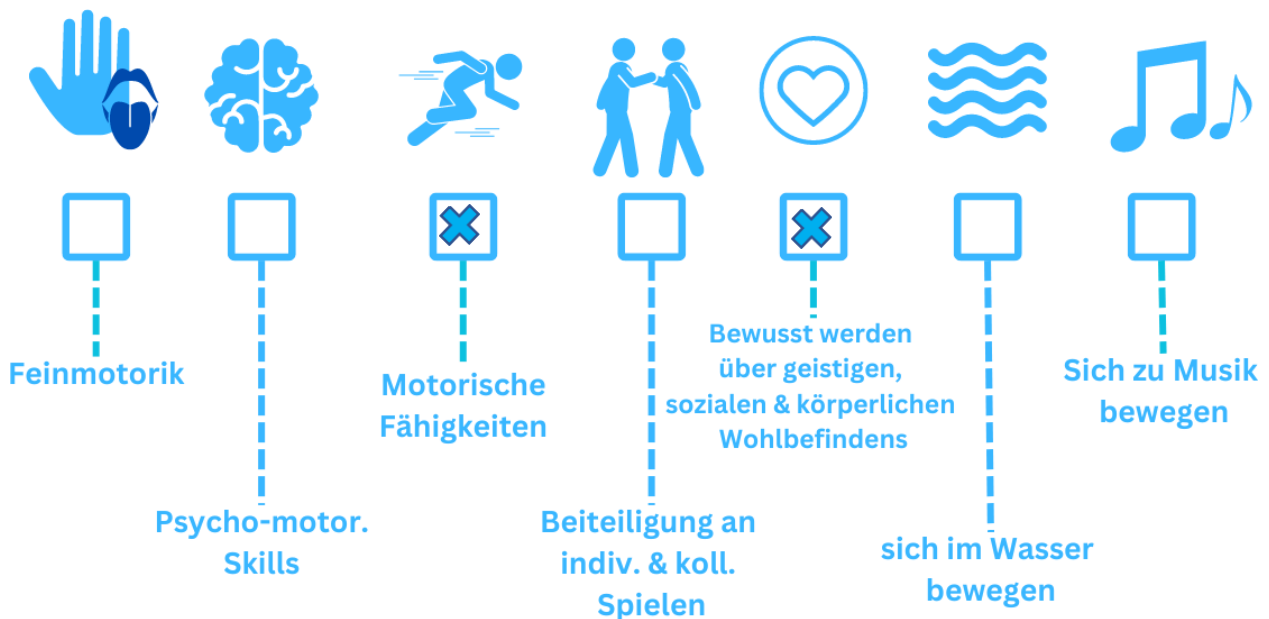 Feinmotorik
Psycho-motor.
Skills
Motorische
Fähigkeiten
Beiteiligung an
indiv. & koll.
Spielen
Bewusst werden
über geistigen,
sozialen & körperlichen
Wohlbefindens
sich im Wasser
bewegen
Sich zu Musik
bewegen